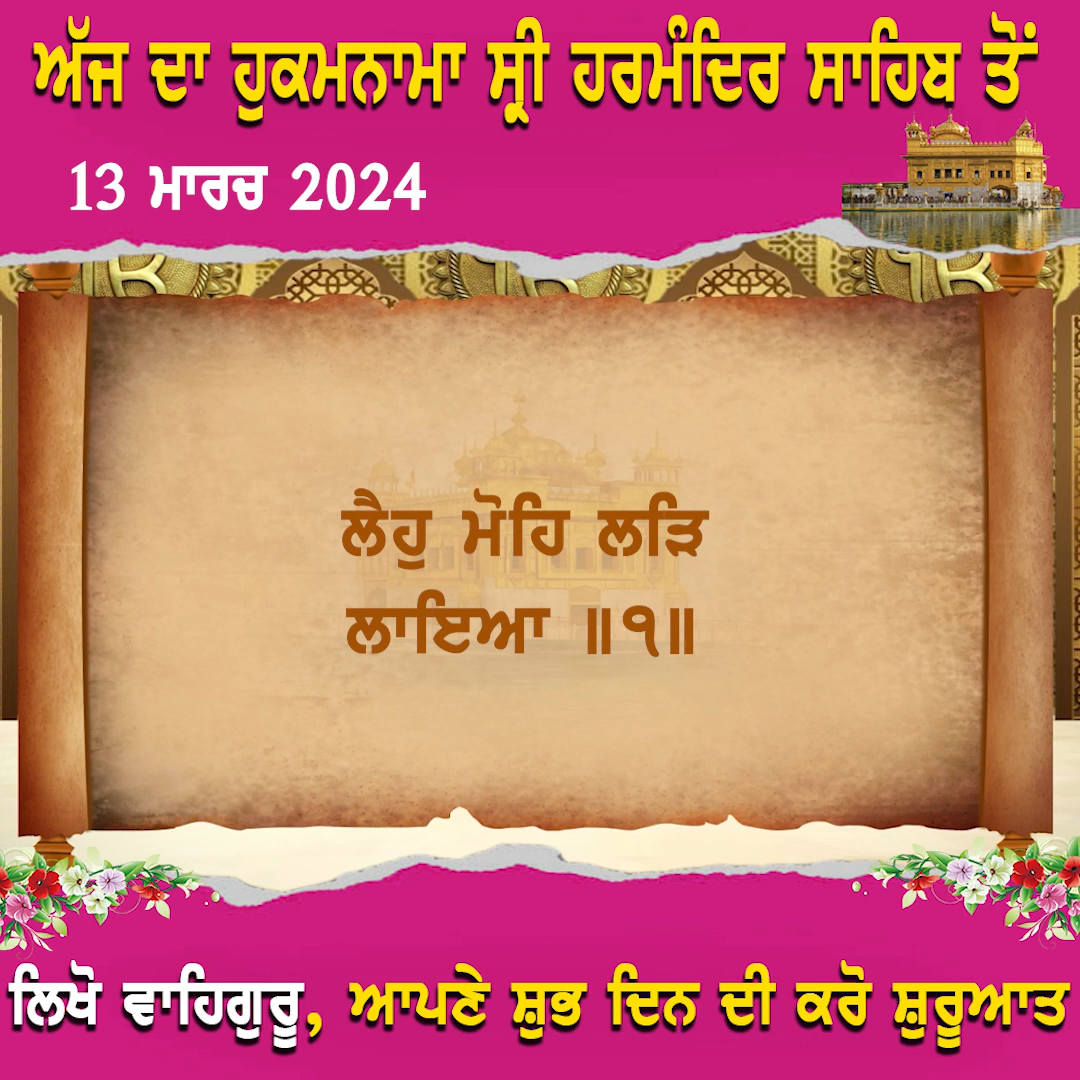 ਅੱਜ ਦਾ ਹੁਕਮਨਾਮਾ ਸ੍ਰੀ ਹਰਮੰਦਿਰ ਸਾਹਿਬ ਤੋਂ
13 ਮਾਰਚ 2024
ਲੈਹੁ ਮੋਹਿ ਲੜਿ
ਲਾਇਆ ॥੧॥
ਲਿਖੋ ਵਾਹਿਗੁਰੂ, ਆਪਣੇ ਸ਼ੁਭ ਦਿਨ ਦੀ ਕਰੋ ਸ਼ੁਰੂਆਤ